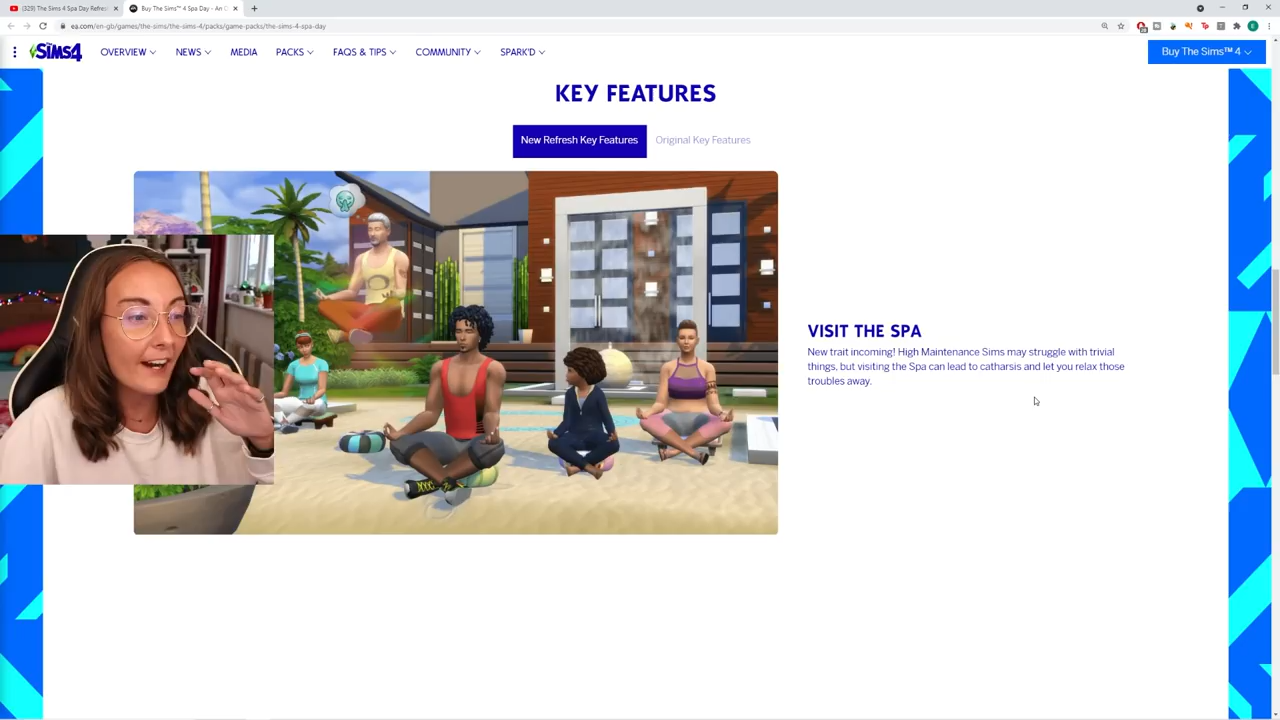 (329) The Sims 4 Spa Day Refres
Buy The Sims™ 4 Spa Day - An O
ea.com/en-gb/games/the-sims/the-sims-4/packs/game-packs/the-sims-4-spa-day
The SIMS 4
OVERVIEW
NEWS
MEDIA
PACKS
FAQS & TIPS
COMMUNITY
SPARK'D
Buy The Sims™ 4
KEY FEATURES
New Refresh Key Features
Original Key Features
VISIT THE SPA
New trait incoming! High Maintenance Sims may struggle with trivial
things, but visiting the Spa can lead to catharsis and let you relax those
troubles away.